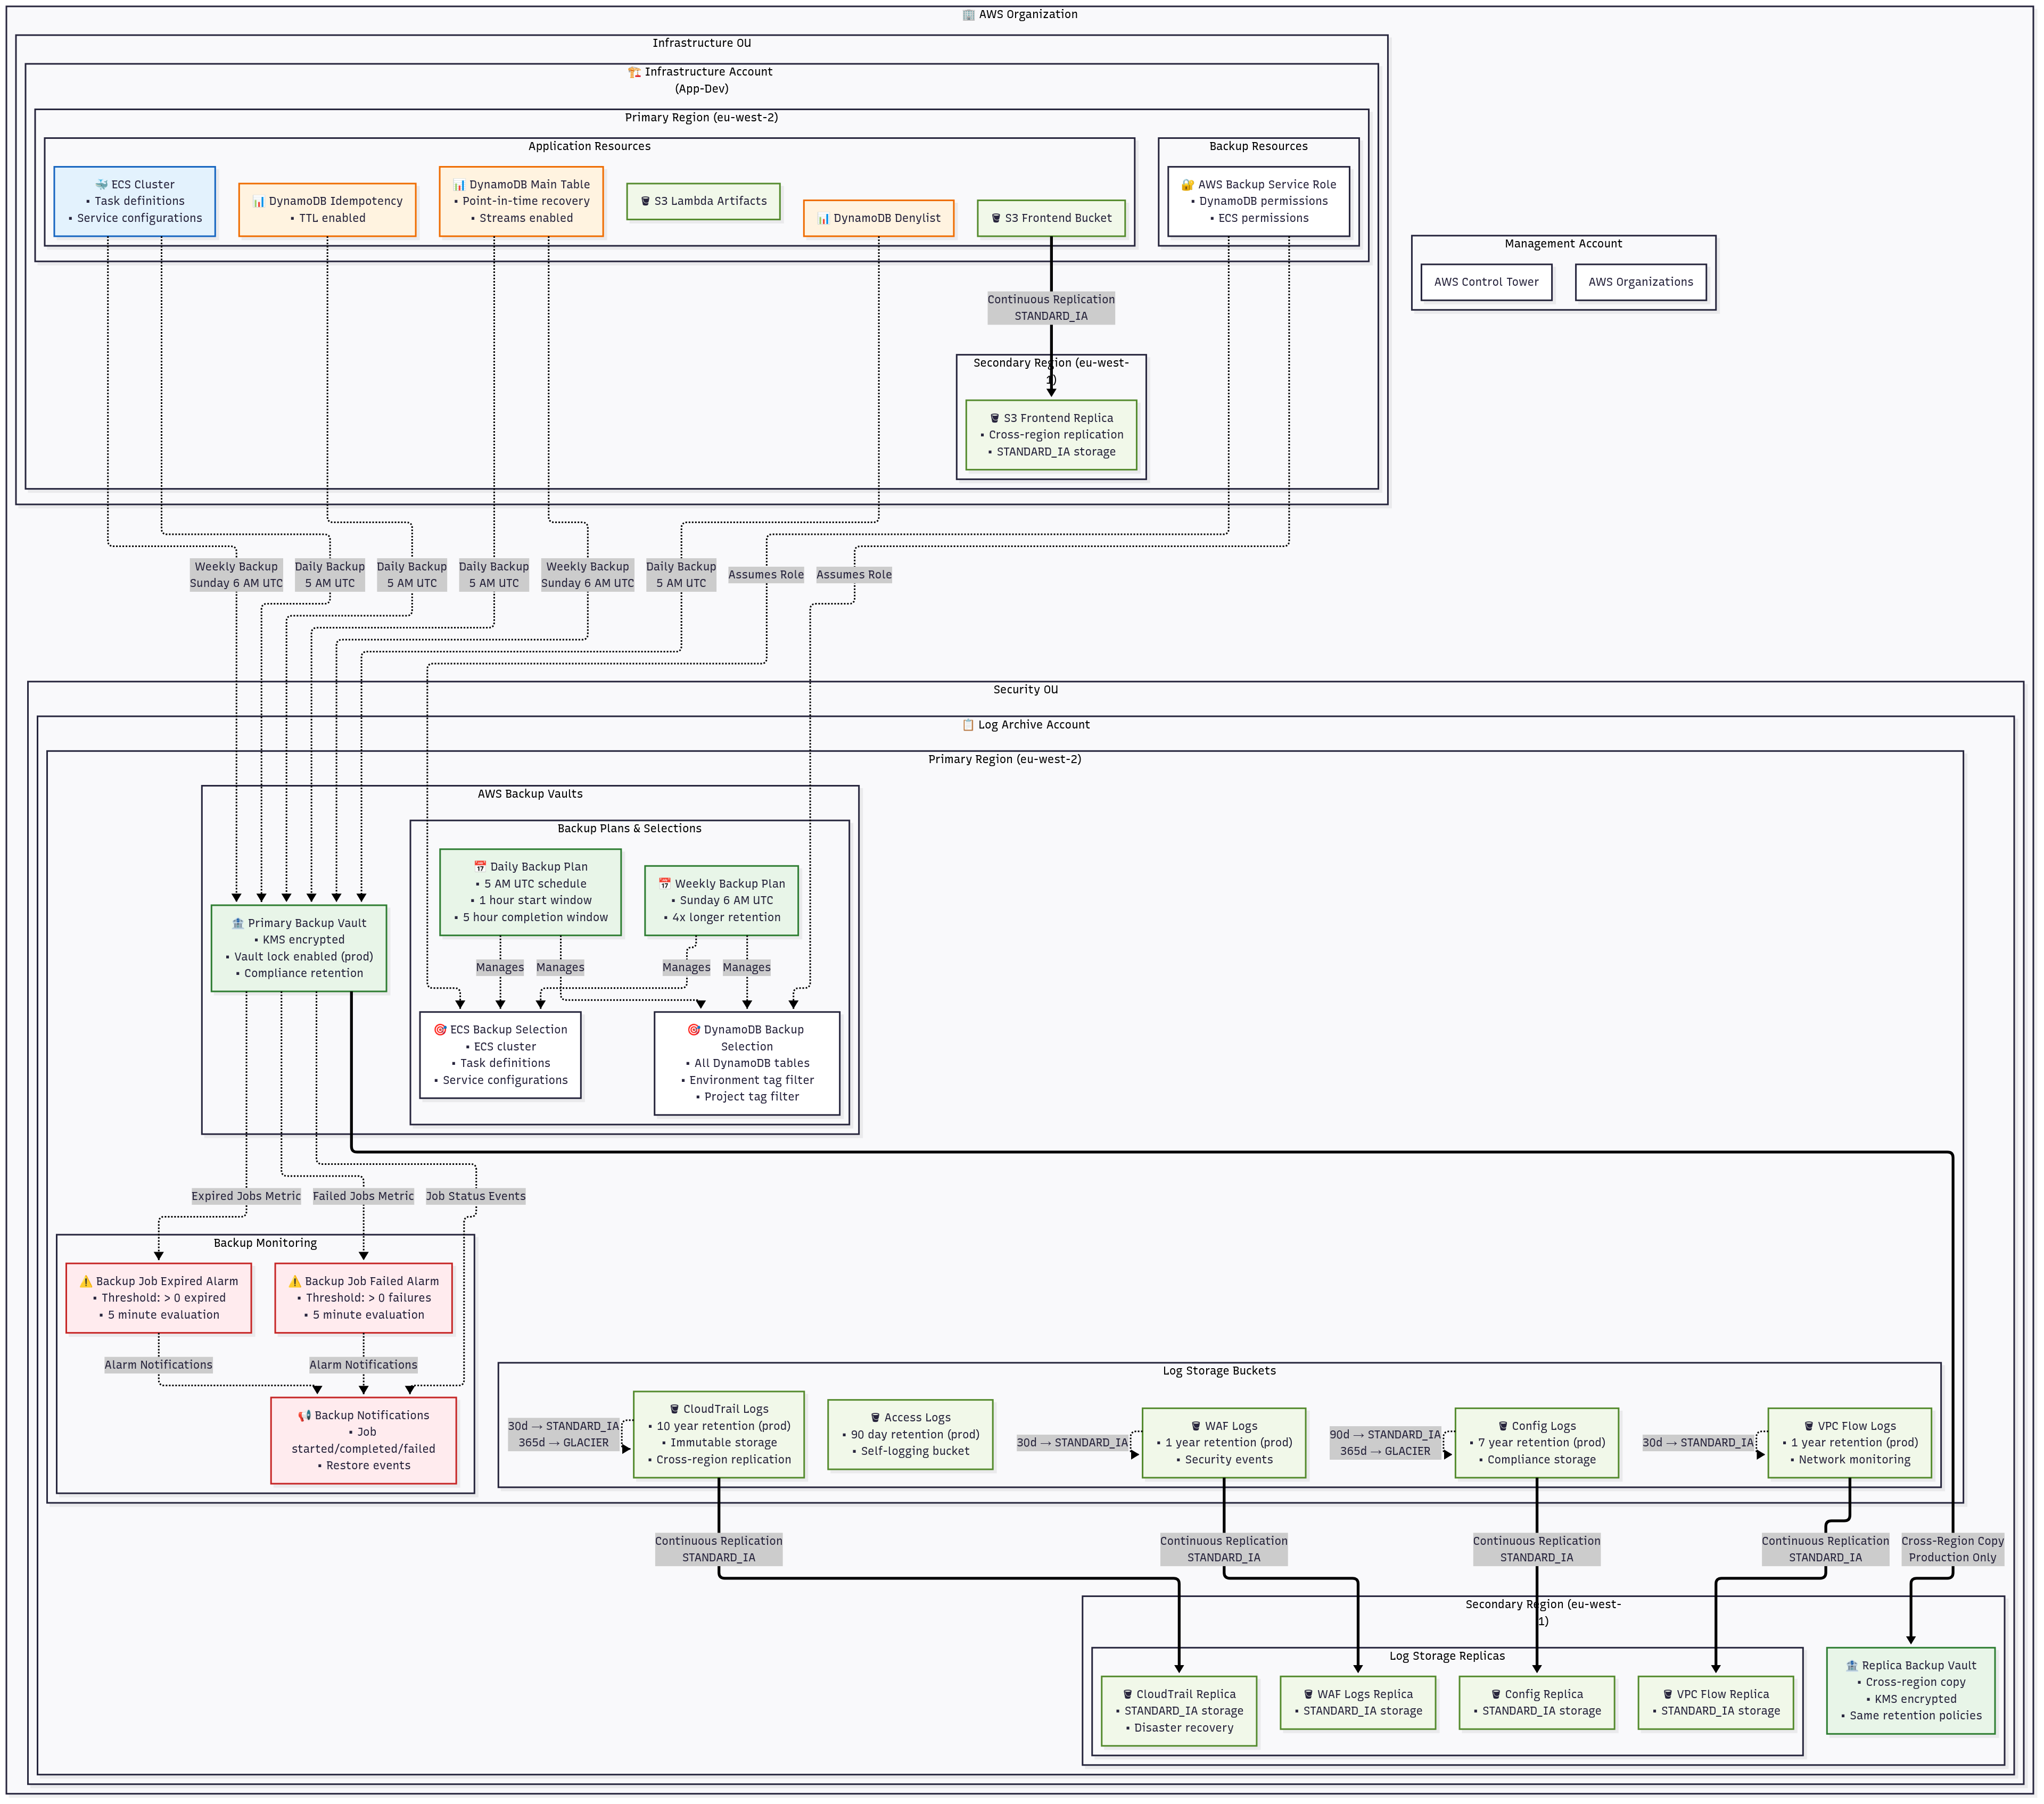 🏢 AWS Organization
Infrastructure OU
🏗️ Infrastructure Account
(App-Dev)
Primary Region (eu-west-2)
Application Resources
🐳 ECS Cluster
• Task definitions
• Service configurations
📊 DynamoDB Idempotency
• TTL enabled
📊 DynamoDB Main Table
• Point-in-time recovery
• Streams enabled
🪣 S3 Lambda Artifacts
📊 DynamoDB Denylist
🪣 S3 Frontend Bucket
Backup Resources
🔐 AWS Backup Service Role
• DynamoDB permissions
• ECS permissions
Management Account
AWS Control Tower
AWS Organizations
Continuous Replication
STANDARD_IA
Secondary Region (eu-west-
1)
🪣 S3 Frontend Replica
• Cross-region replication
• STANDARD_IA storage
Weekly Backup
Sunday 6 AM UTC
Daily Backup
5 AM UTC
Daily Backup
5 AM UTC
Daily Backup
5 AM UTC
Weekly Backup
Sunday 6 AM UTC
Daily Backup
5 AM UTC
Assumes Role
Assumes Role
Security OU
📋 Log Archive Account
Primary Region (eu-west-2)
AWS Backup Vaults
Backup Plans & Selections
📅 Daily Backup Plan
• 5 AM UTC schedule
• 1 hour start window
• 5 hour completion window
📅 Weekly Backup Plan
• Sunday 6 AM UTC
• 4x longer retention
🏦 Primary Backup Vault
• KMS encrypted
• Vault lock enabled (prod)
• Compliance retention
Manages
Manages
Manages
Manages
🎯 ECS Backup Selection
• ECS cluster
• Task definitions
• Service configurations
🎯 DynamoDB Backup
Selection
• All DynamoDB tables
• Environment tag filter
• Project tag filter
Expired Jobs Metric
Failed Jobs Metric
Job Status Events
Backup Monitoring
⚠️ Backup Job Expired Alarm
• Threshold: > 0 expired
• 5 minute evaluation
⚠️ Backup Job Failed Alarm
• Threshold: > 0 failures
• 5 minute evaluation
Alarm Notifications
Alarm Notifications
📢 Backup Notifications
• Job
started/completed/failed
• Restore events
Log Storage Buckets
30d → STANDARD_IA
365d → GLACIER
🪣 CloudTrail Logs
• 10 year retention (prod)
• Immutable storage
• Cross-region replication
🪣 Access Logs
• 90 day retention (prod)
• Self-logging bucket
30d → STANDARD_IA
🪣 WAF Logs
• 1 year retention (prod)
• Security events
90d → STANDARD_IA
365d → GLACIER
🪣 Config Logs
• 7 year retention (prod)
• Compliance storage
30d → STANDARD_IA
🪣 VPC Flow Logs
• 1 year retention (prod)
• Network monitoring
Continuous Replication
STANDARD_IA
Continuous Replication
STANDARD_IA
Continuous Replication
STANDARD_IA
Continuous Replication
STANDARD_IA
Cross-Region Copy
Production Only
Secondary Region (eu-west-
1)
Log Storage Replicas
🪣 CloudTrail Replica
• STANDARD_IA storage
• Disaster recovery
🪣 WAF Logs Replica
• STANDARD_IA storage
🪣 Config Replica
• STANDARD_IA storage
🪣 VPC Flow Replica
• STANDARD_IA storage
🏦 Replica Backup Vault
• Cross-region copy
• KMS encrypted
• Same retention policies